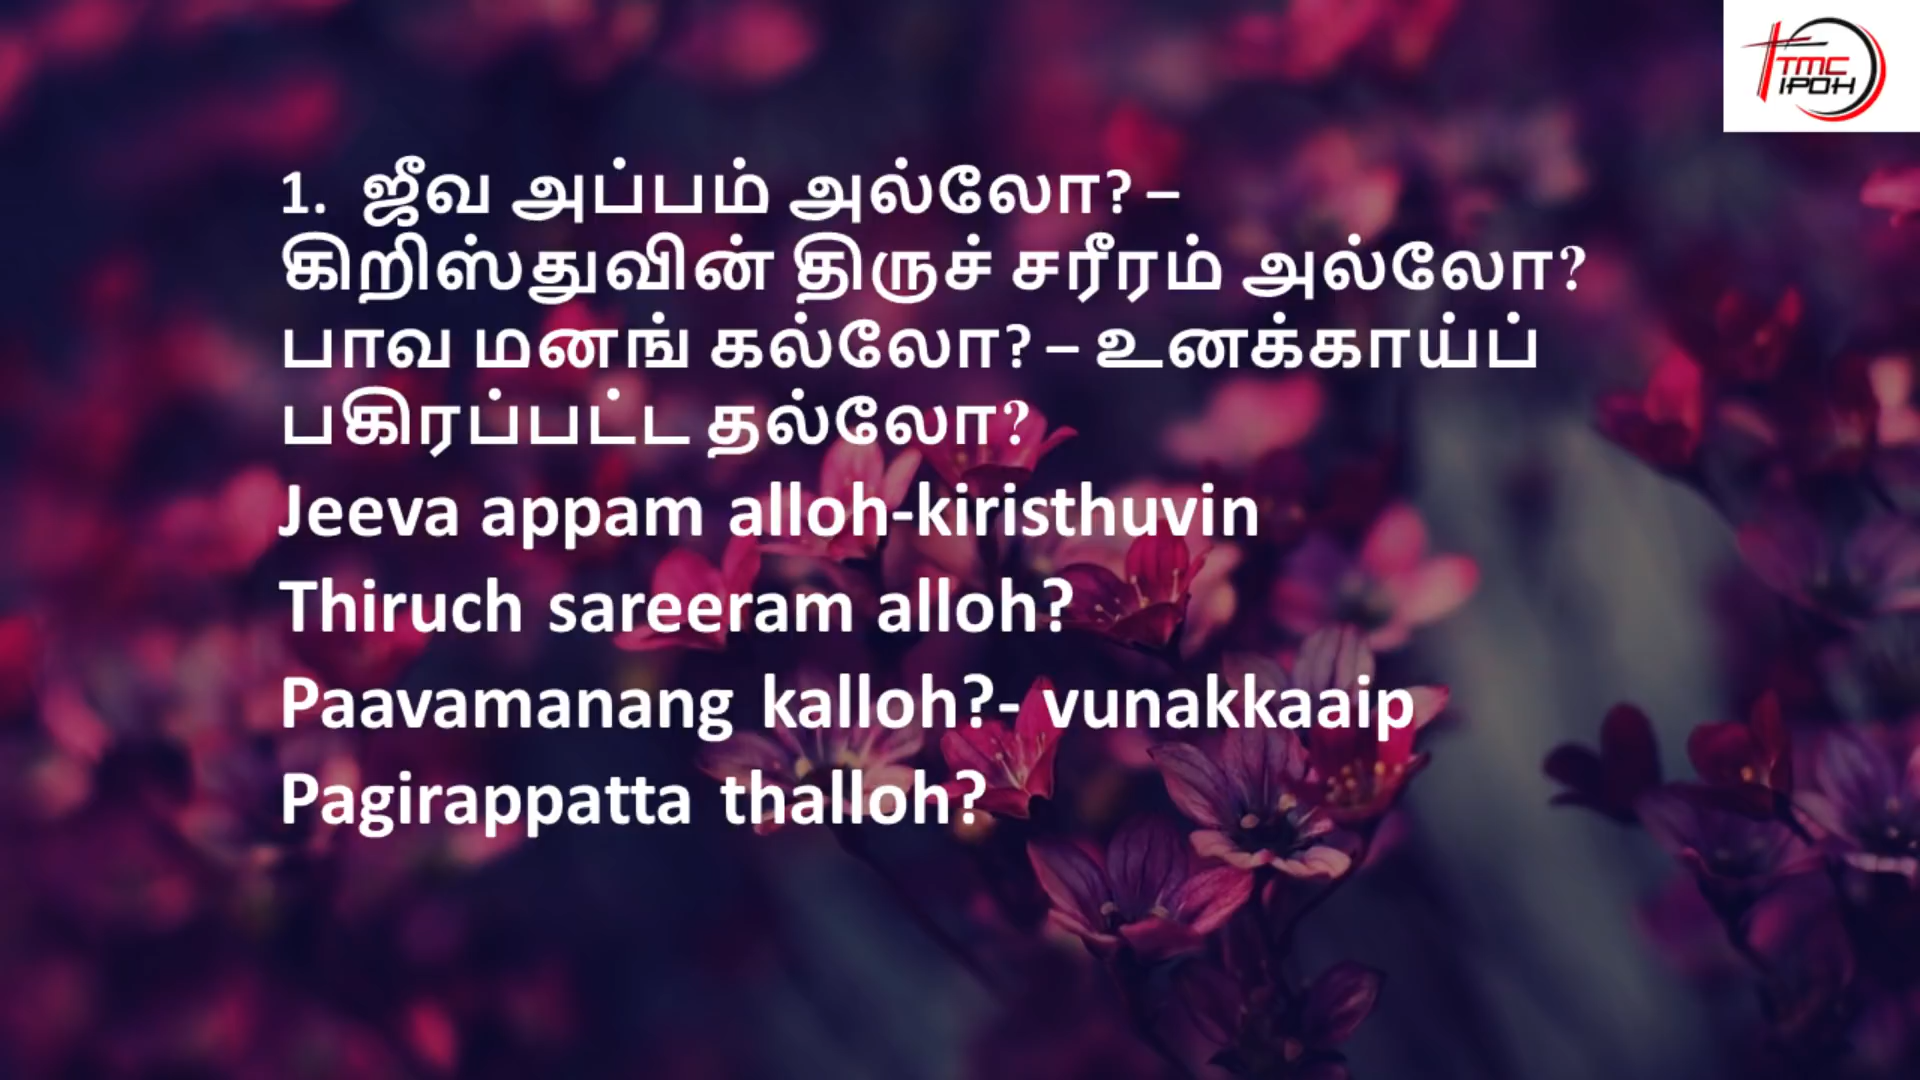 TMC
IPOH
1. ஜீவ அப்பம் அல்லோ? –
கிறிஸ்துவின் திருச் சரீரம் அல்லோ?
பாவ மனங் கல்லோ? – உனக்காய்ப்
பகிரப்பட்ட தல்லோ?
Jeeva appam alloh-kiristhuvin
Thiruch sareeram alloh?
Paavamanang kalloh?- vunakkaaip
Pagirappatta thalloh?